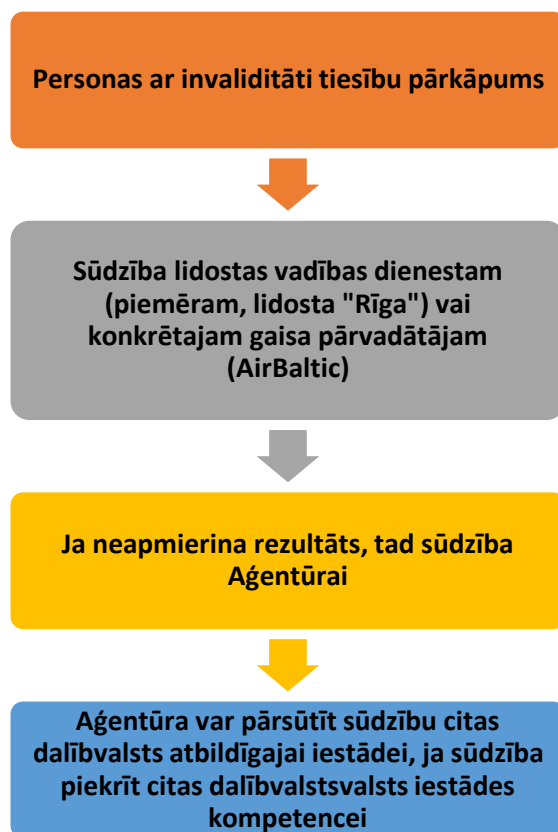 Personas ar invaliditāti tiesību pārkāpums
Sūdzība lidostas vadības dienestam
(piemēram, lidosta "Rīga") vai
konkrētajam gaisa pārvadātājam
(AirBaltic)
Ja neapmierina rezultāts, tad sūdzība
Aģentūrai
Aģentūra var pārsūtīt sūdzību citas
dalībvalsts atbildīgajai iestādei, ja sūdzība
piekrīt citas dalībvalstsvalsts iestādes
kompetencei